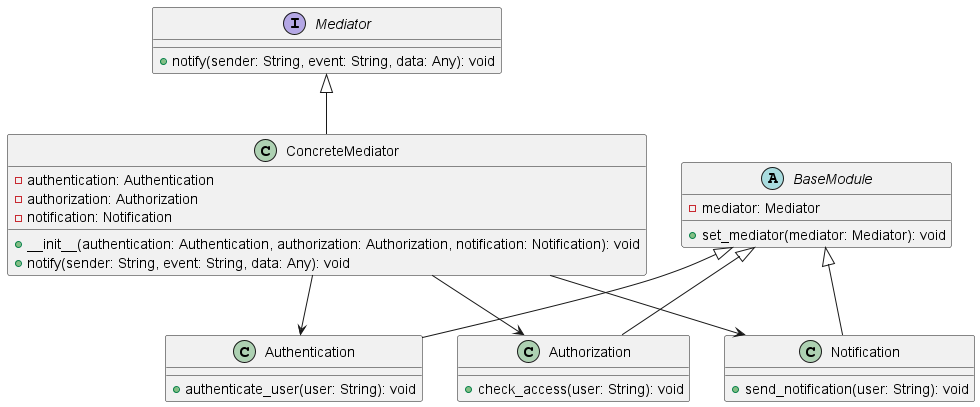 I Mediator
notify(sender: String, event: String, data: Any): void
C ConcreteMediator
authentication: Authentication
authorization: Authorization
notification: Notification
__init__(authentication: Authentication, authorization: Authorization, notification: Notification): void
notify(sender: String, event: String, data: Any): void
A BaseModule
mediator: Mediator
set_mediator(mediator: Mediator): void
C Authentication
authenticate_user(user: String): void
C Authorization
check_access(user: String): void
C Notification
send_notification(user: String): void